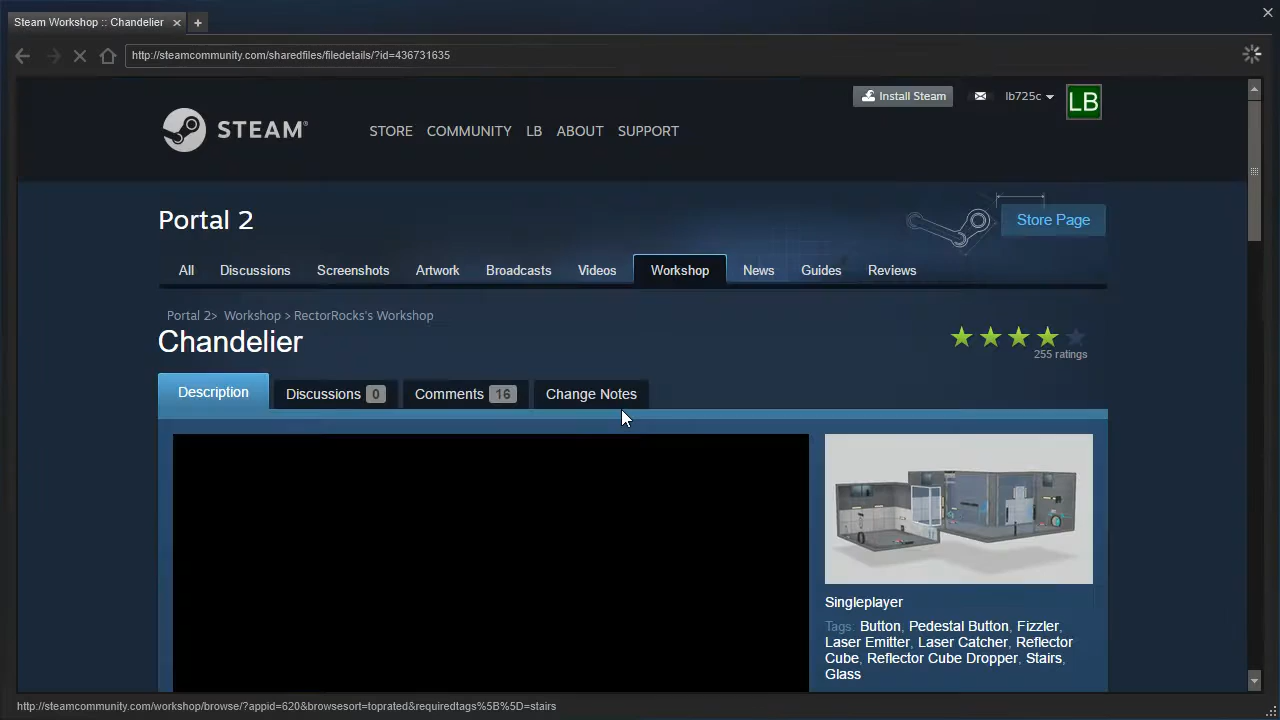 Steam Workshop :: Chandelier
http://steamcommunity.com/sharedfiles/filedetails/?id=436731635
Install Steam
lb725c
LB
STEAM®
STORE COMMUNITY LB ABOUT SUPPORT
Portal 2
Store Page
All Discussions Screenshots Artwork Broadcasts Videos Workshop News Guides Reviews
Portal 2> Workshop > RectorRocks's Workshop
Chandelier
255 ratings
Description Discussions 0 Comments 16 Change Notes
Singleplayer
Tags: Button, Pedestal Button, Fizzler,
Laser Emitter, Laser Catcher, Reflector
Cube, Reflector Cube Dropper, Stairs,
Glass
http://steamcommunity.com/workshop/browse/?appid=620&browsesort=toprated&requiredtags%5B%5D=stairs